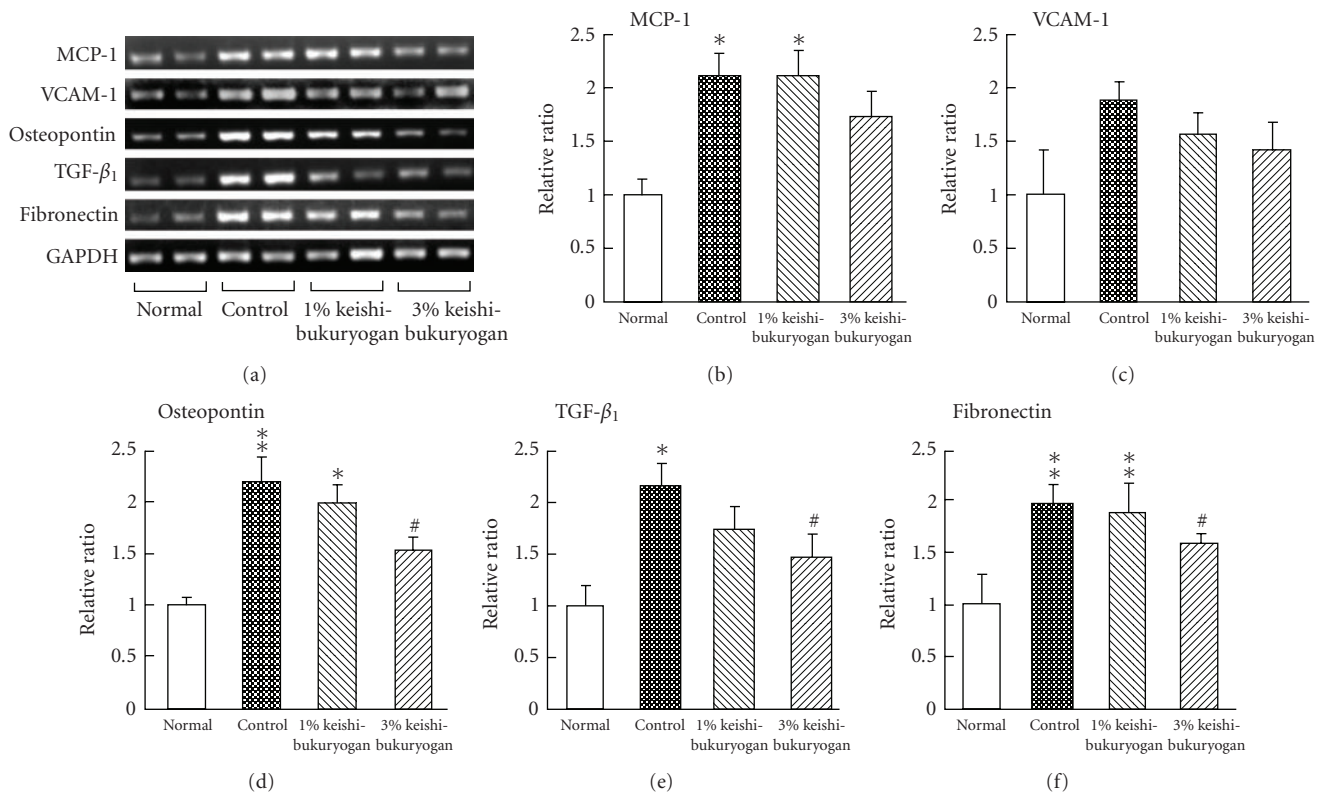 MCP-1
VCAM-1
Osteopontin
TGF-β1
Fibronectin
GAPDH
Normal Control 1% keishi- 3% keishi-
bukuryogan bukuryogan
(a)
MCP-1
Relative ratio
2.5
2
1.5
1
0.5
0
* *
Normal Control 1% keishi- 3% keishi-
bukuryogan bukuryogan
(b)
VCAM-1
Relative ratio
2.5
2
1.5
1
0.5
0
Normal Control 1% keishi- 3% keishi-
bukuryogan bukuryogan
(c)
Osteopontin
Relative ratio
2.5
2
1.5
1
0.5
0
** * #
Normal Control 1% keishi- 3% keishi-
bukuryogan bukuryogan
(d)
TGF-β1
Relative ratio
2.5
2
1.5
1
0.5
0
* #
Normal Control 1% keishi- 3% keishi-
bukuryogan bukuryogan
(e)
Fibronectin
Relative ratio
2.5
2
1.5
1
0.5
0
** ** #
Normal Control 1% keishi- 3% keishi-
bukuryogan bukuryogan
(f)